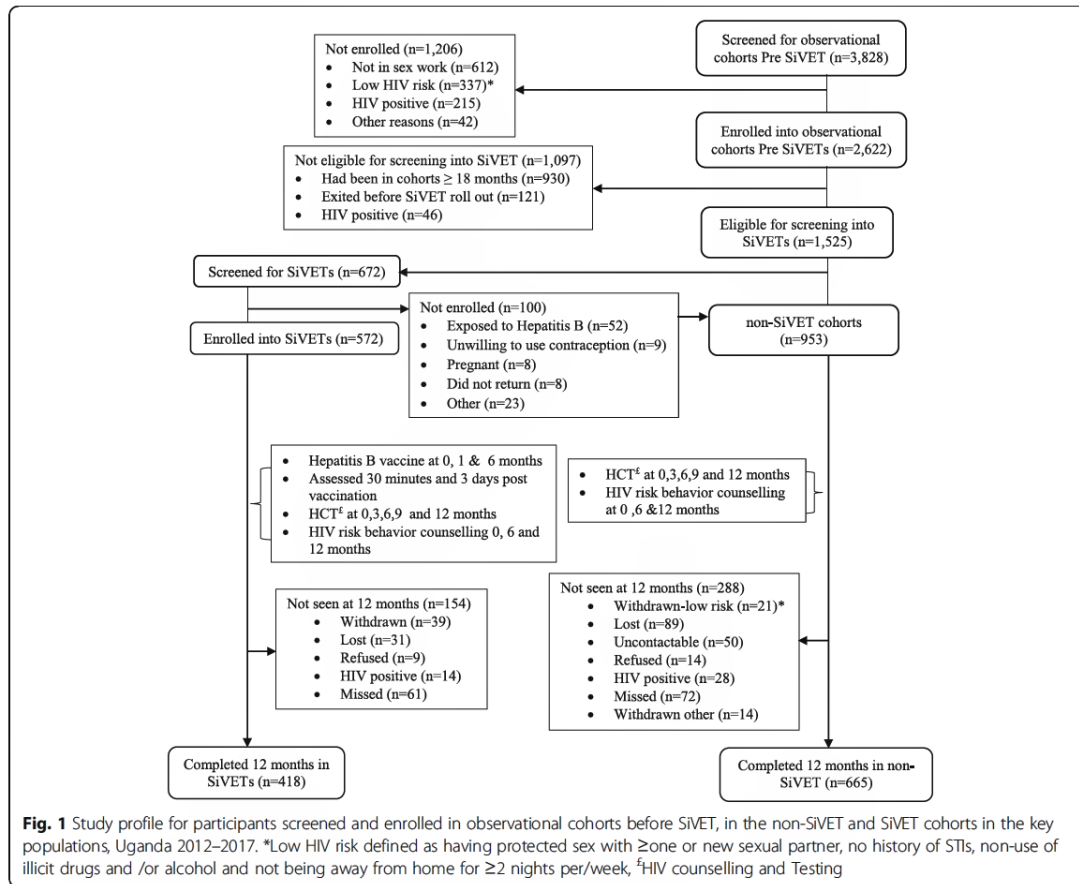 Screened for observational
cohorts Pre SiVET (n=3,828)
Not enrolled (n=1,206)
• Not in sex work (n=612)
• Low HIV risk (n=337)*
• HIV positive (n=215)
• Other reasons (n=42)
Enrolled into observational
cohorts Pre SiVETs (n=2,622)
Not eligible for screening into SiVET (n=1,097)
• Had been in cohorts ≥ 18 months (n=930)
• Exited before SiVET roll out (n=121)
• HIV positive (n=46)
Eligible for screening into
SiVETs (n=1,525)
Screened for SiVETs (n=672)
Not enrolled (n=100)
• Exposed to Hepatitis B (n=52)
• Unwilling to use contraception (n=9)
• Pregnant (n=8)
• Did not return (n=8)
• Other (n=23)
Enrolled into SiVETs (n=572)
non-SiVET cohorts
(n=953)
• Hepatitis B vaccine at 0, 1 & 6 months
• Assessed 30 minutes and 3 days post
vaccination
• HCT£ at 0,3,6,9 and 12 months
• HIV risk behavior counselling 0, 6 and
12 months
• HCT£ at 0,3,6,9 and 12 months
• HIV risk behavior counselling
at 0 ,6 &12 months
Not seen at 12 months (n=154)
• Withdrawn (n=39)
• Lost (n=31)
• Refused (n=9)
• HIV positive (n=14)
• Missed (n=61)
Not seen at 12 months (n=288)
• Withdrawn-low risk (n=21)*
• Lost (n=89)
• Uncontactable (n=50)
• Refused (n=14)
• HIV positive (n=28)
• Missed (n=72)
• Withdrawn other (n=14)
Completed 12 months in
SiVETs (n=418)
Completed 12 months in non-
SiVET (n=665)
Fig. 1 Study profile for participants screened and enrolled in observational cohorts before SiVET, in the non-SiVET and SiVET cohorts in the key
populations, Uganda 2012–2017. *Low HIV risk defined as having protected sex with ≥one or new sexual partner, no history of STIs, non-use of
illicit drugs and /or alcohol and not being away from home for ≥2 nights per/week, £HIV counselling and Testing